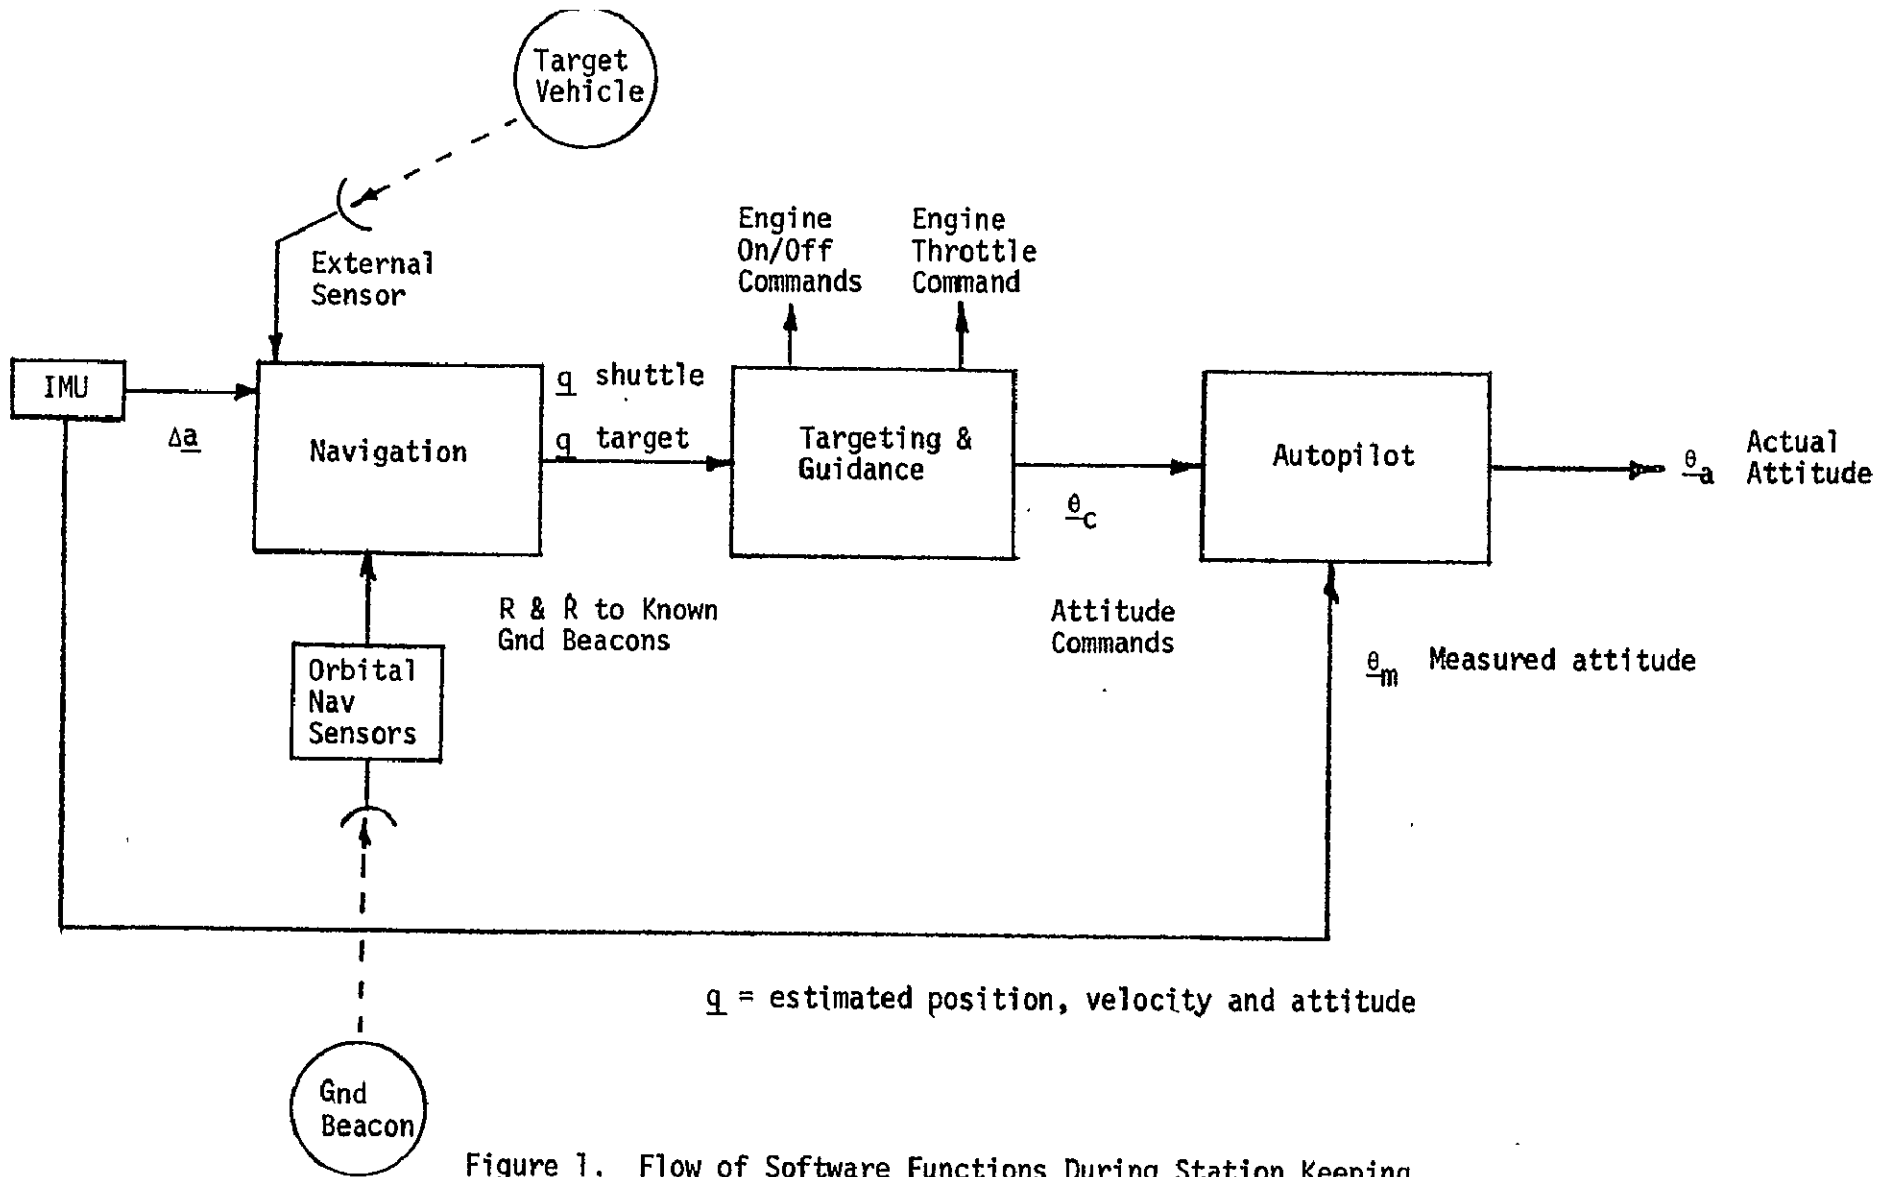 Target
Vehicle
Engine
On/Off
Commands
Engine
Throttle
Command
External
Sensor
IMU
Δa
Navigation
q shuttle
q target
Targeting &
Guidance
θc
Autopilot
θa
Actual
Attitude
R & Ṙ to Known
Gnd Beacons
Attitude
Commands
θm Measured attitude
Orbital
Nav
Sensors
q = estimated position, velocity and attitude
Gnd
Beacon
Figure 1. Flow of Software Functions During Station Keeping